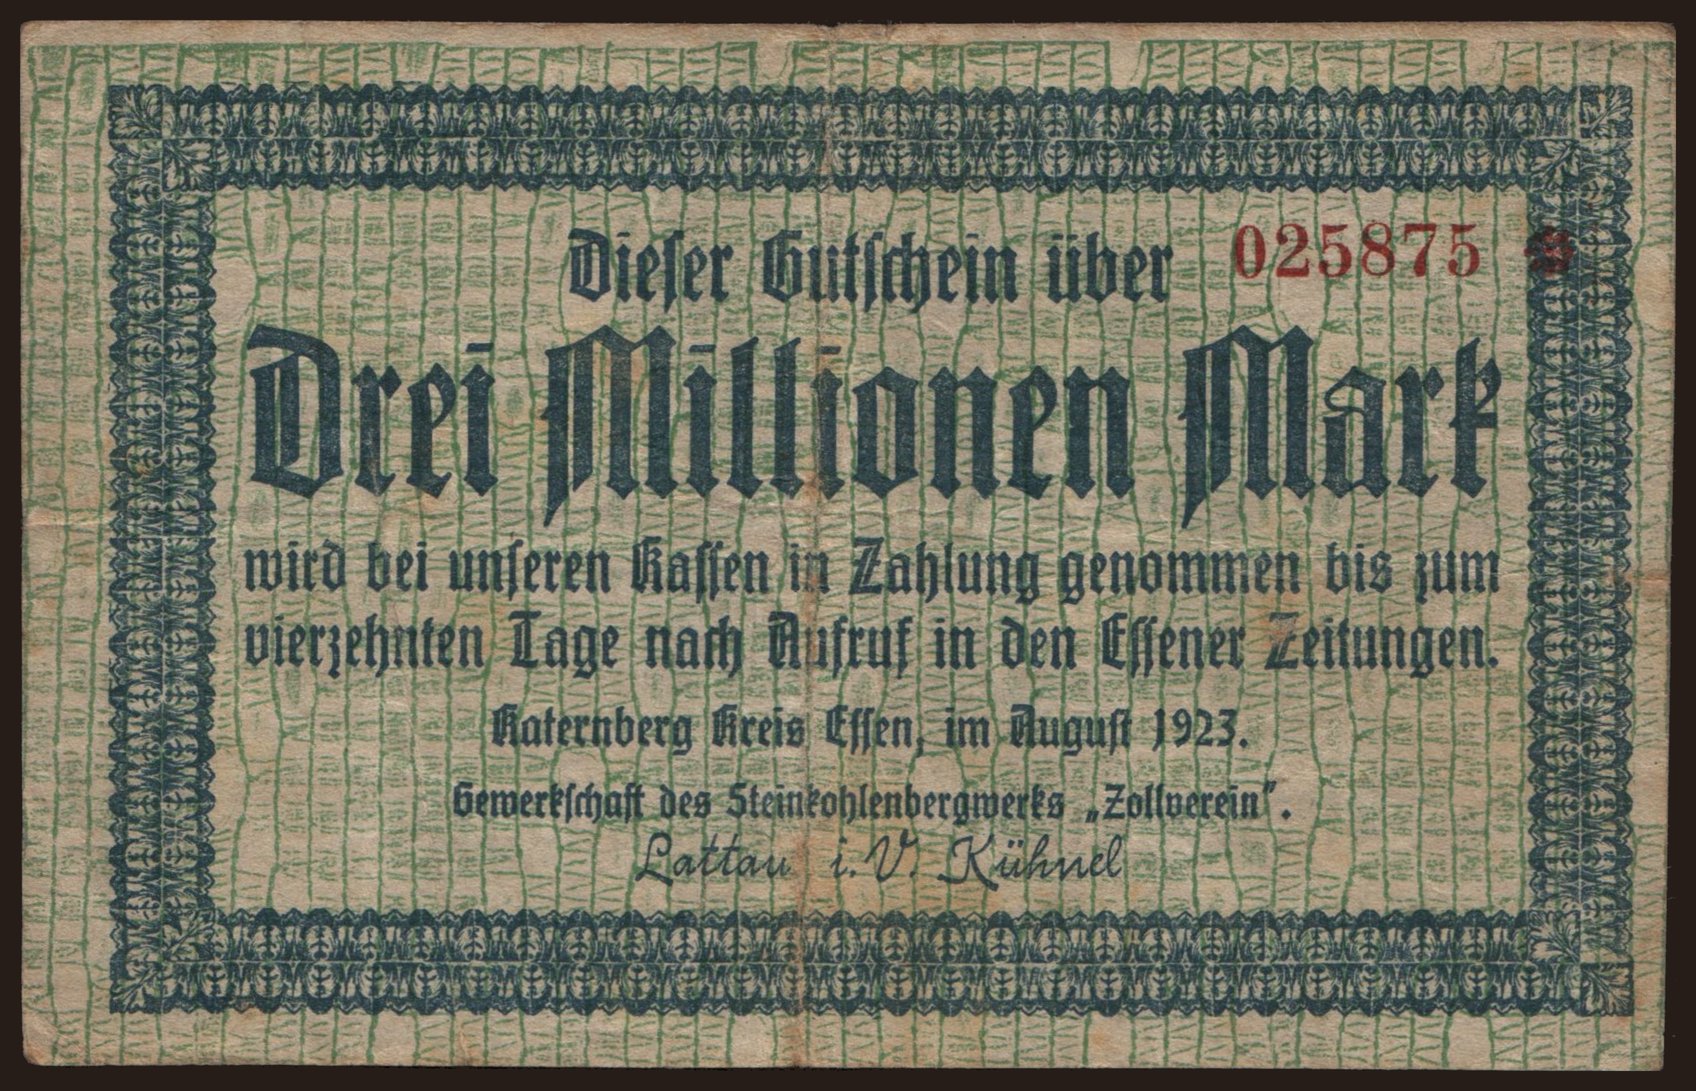 Dieser Gutschein über
025875
Drei Millionen Mark
wird bei unseren Kassen in Zahlung genommen bis zum
vierzehnten Tage nach Aufruf in den Essener Zeitungen.
Katernberg Kreis Essen, im August 1923.
Gewerkschaft des Steinkohlenbergwerks „Zollverein”.
Lattau i. V. Kühnel